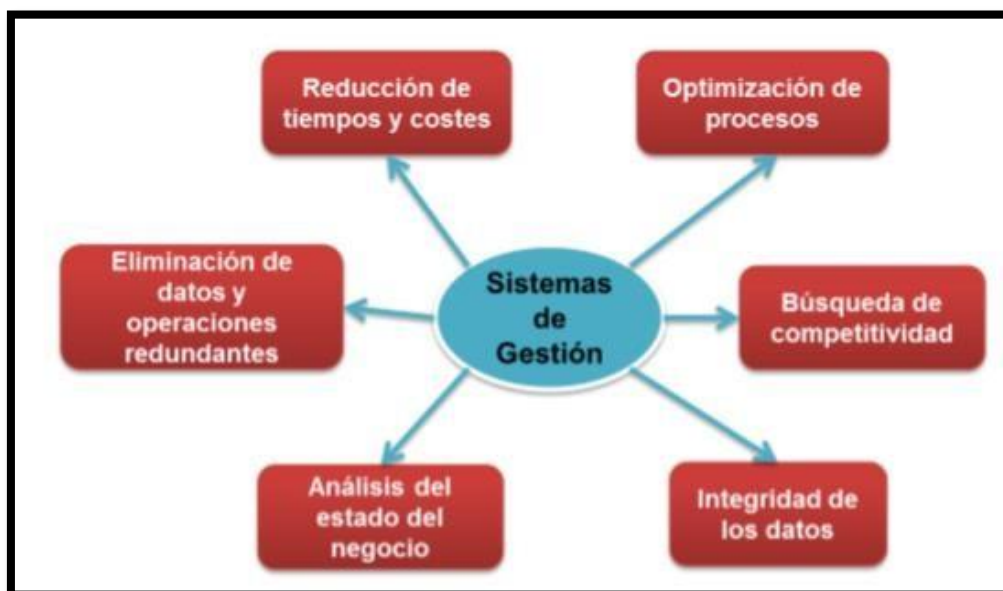 Reducción de
tiempos y costes
Optimización de
procesos
Eliminación de
datos y
operaciones
redundantes
Sistemas
de
Gestión
Búsqueda de
competitividad
Análisis del
estado del
negocio
Integridad de
los datos